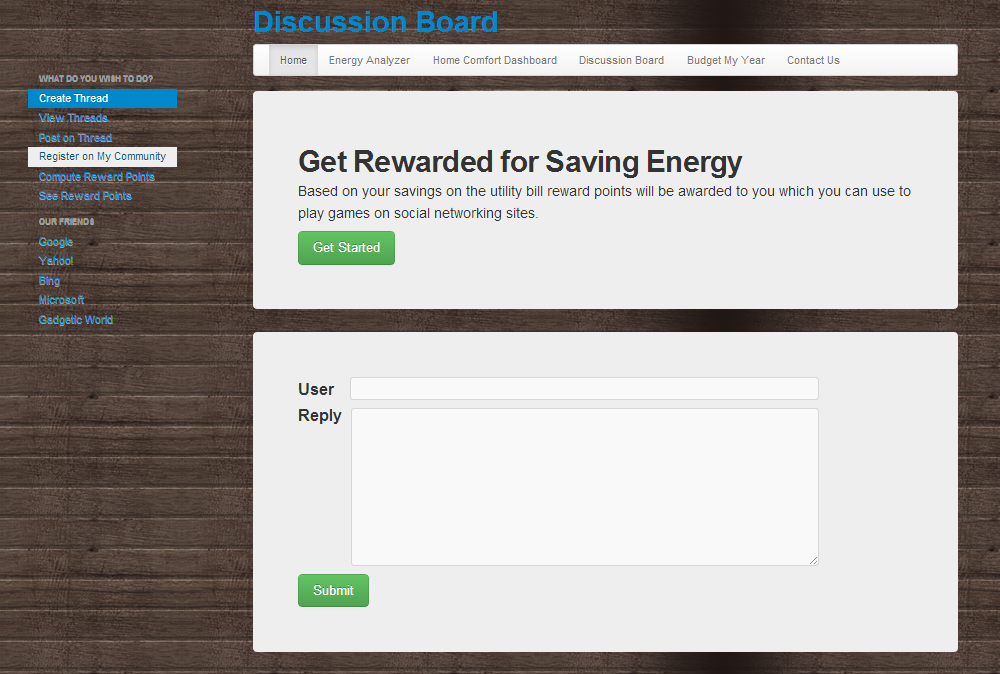 Discussion Board
Home Energy Analyzer Home Comfort Dashboard Discussion Board Budget My Year Contact Us
WHAT DO YOU WISH TO DO?
Create Thread
View Threads
Post on Thread
Register on My Community
Compute Reward Points
See Reward Points
OUR FRIENDS
Google
Yahoo!
Bing
Microsoft
Gadgetic World
Get Rewarded for Saving Energy
Based on your savings on the utility bill reward points will be awarded to you which you can use to
play games on social networking sites.
Get Started
User
Reply
Submit